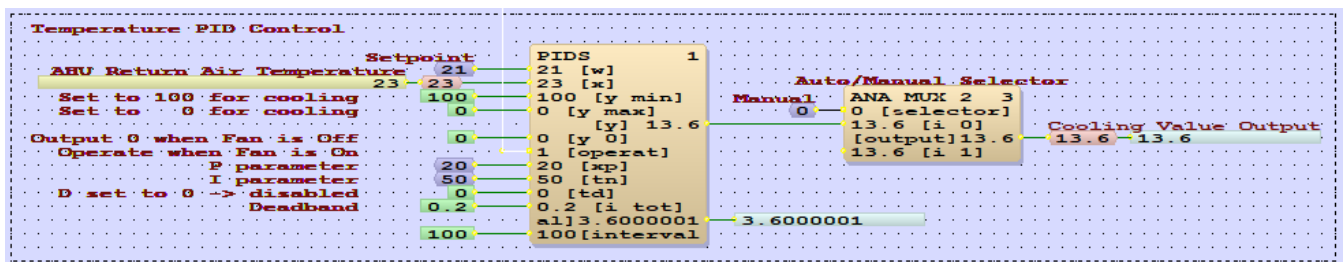 Temperature PID Control
Setpoint
PIDS 1
AHU Return Air Temperature 21 21 [w]
23 23 23 [x]
Auto/Manual Selector
Set to 100 for cooling 100 100 [y min]
Manual ANA MUX 2 3
Set to 0 for cooling 0 0 [y max]
0 0 [selector]
[y] 13.6 13.6 [i 0]
Cooling Value Output
Output 0 when Fan is Off 0 0 [y 0]
[output]13.6 13.6 13.6
Operate when Fan is On 1 [operat]
13.6 [i 1]
P parameter 20 20 [xp]
I parameter 50 50 [tn]
D set to 0 -> disabled 0 0 [td]
Deadband 0.2 0.2 [i tot]
al]3.6000001 3.6000001
100 100[interval